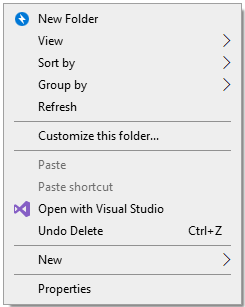 New Folder
View
Sort by
Group by
Refresh
Customize this folder...
Paste
Paste shortcut
Open with Visual Studio
Undo Delete Ctrl+Z
New
Properties